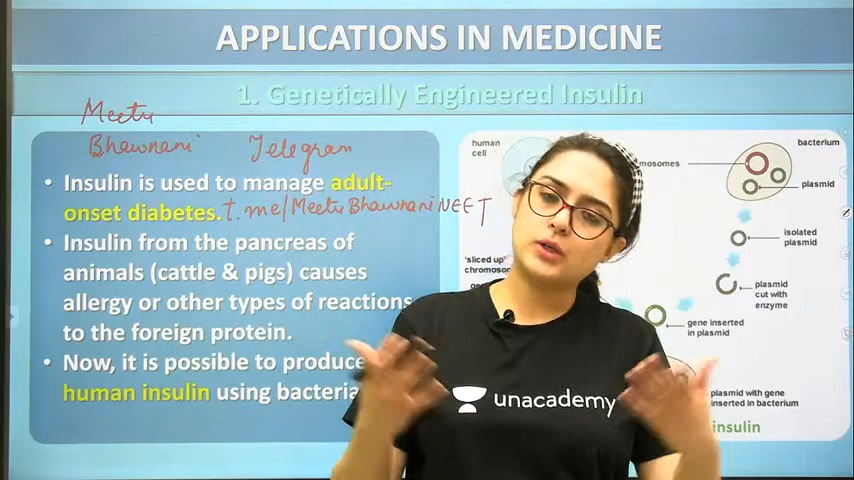 APPLICATIONS IN MEDICINE
1. Genetically Engineered Insulin
Meetu
Bhawnani Telegram
• Insulin is used to manage adult-
onset diabetes. t.me/MeetuBhawnaniNEET
• Insulin from the pancreas of
animals (cattle & pigs) causes
allergy or other types of reactions
to the foreign protein.
• Now, it is possible to produce
human insulin using bacteria
human
cell
mosomes
bacterium
plasmid
isolated
plasmid
'sliced up'
chromoso
plasmid
cut with
enzyme
gene inserted
in plasmid
plasmid with gene
inserted in bacterium
insulin
unacademy